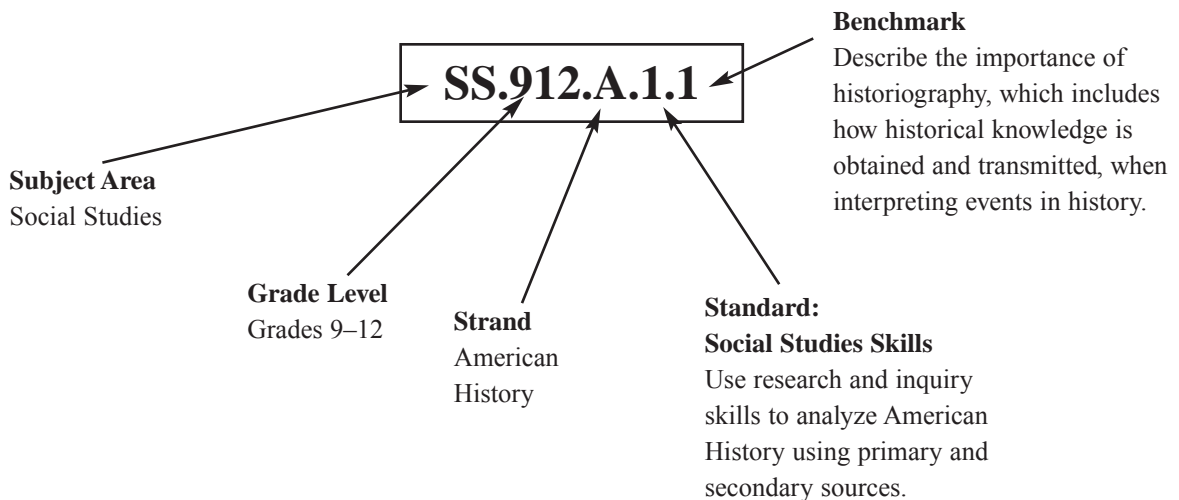 SS.912.A.1.1
Benchmark
Describe the importance of
historiography, which includes
how historical knowledge is
obtained and transmitted, when
interpreting events in history.
Subject Area
Social Studies
Grade Level
Grades 9–12
Strand
American
History
Standard:
Social Studies Skills
Use research and inquiry
skills to analyze American
History using primary and
secondary sources.